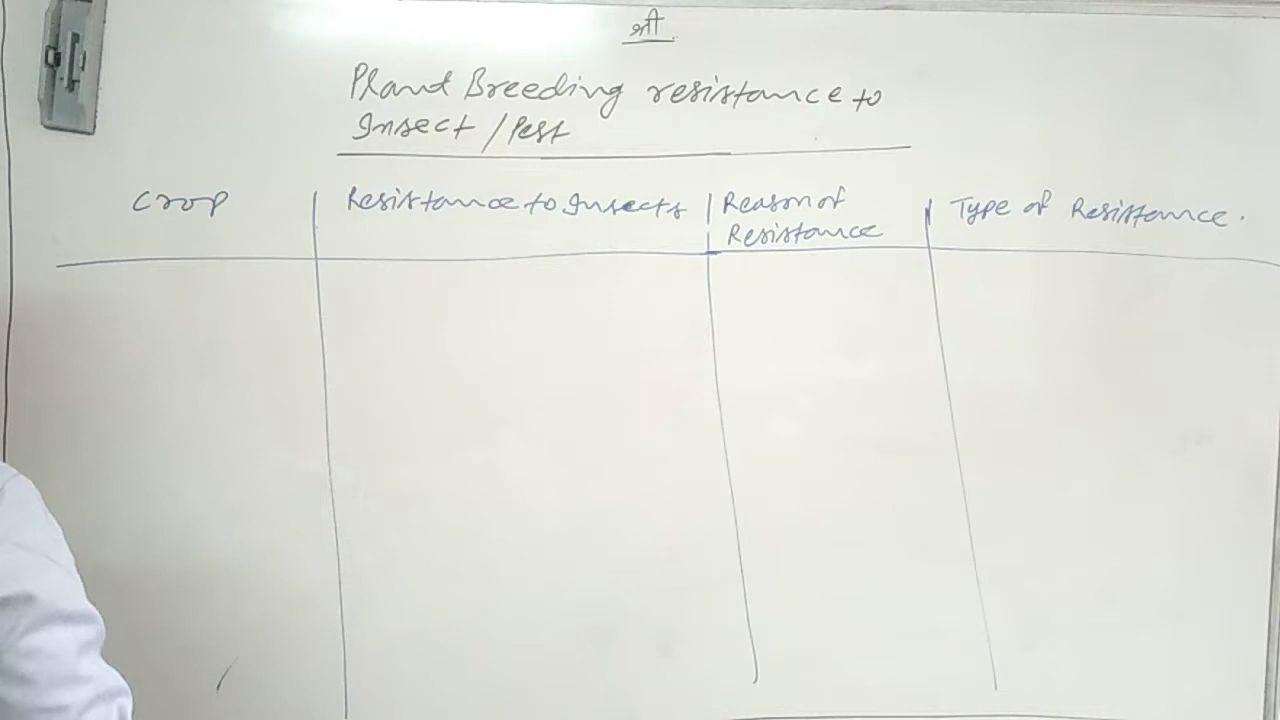 श्री
Plant Breeding resistance to
Insect / Pest
Crop
Resistance to Insects
Reason of
Resistance
Type of Resistance.